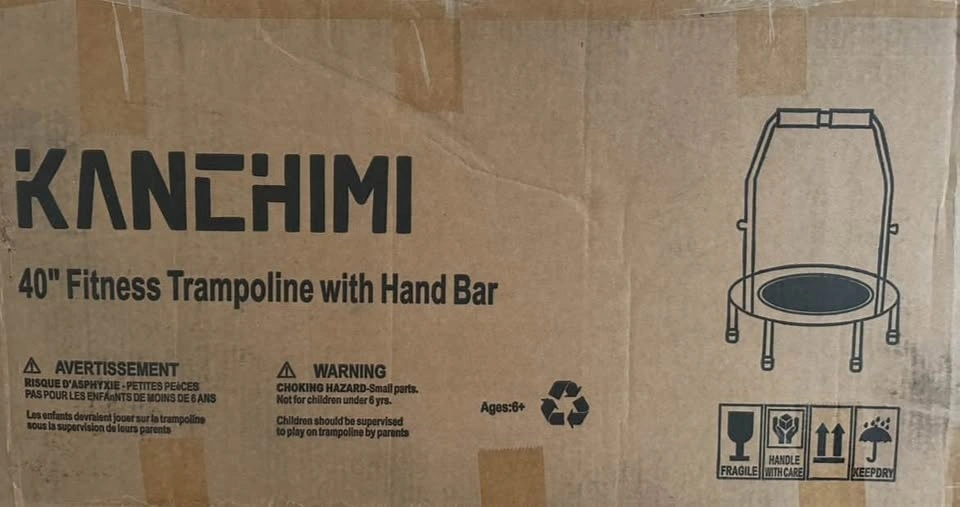 KANCHIMI
40" Fitness Trampoline with Hand Bar
AVERTISSEMENT
RISQUE D'ASPHYXIE - PETITES PEèCES
PAS POUR LES ENFAnNTS DE MOINS DE 6 ANS
Les enfants devraient jouer sur la trampoline
sous la supervision de leurs parents
WARNING
CHOKING HAZARD-Small parts.
Not for children under 6 yrs.
Children should be supervised
to play on trampoline by parents
Ages:6+
FRAGILE
HANDLE
WITH CARE
KEEPDRY